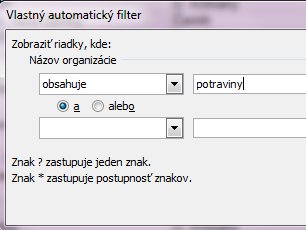 Vlastný automatický filter
Zobraziť riadky, kde:
Názov organizácie
obsahuje potraviny
a alebo
Znak ? zastupuje jeden znak.
Znak * zastupuje postupnosť znakov.